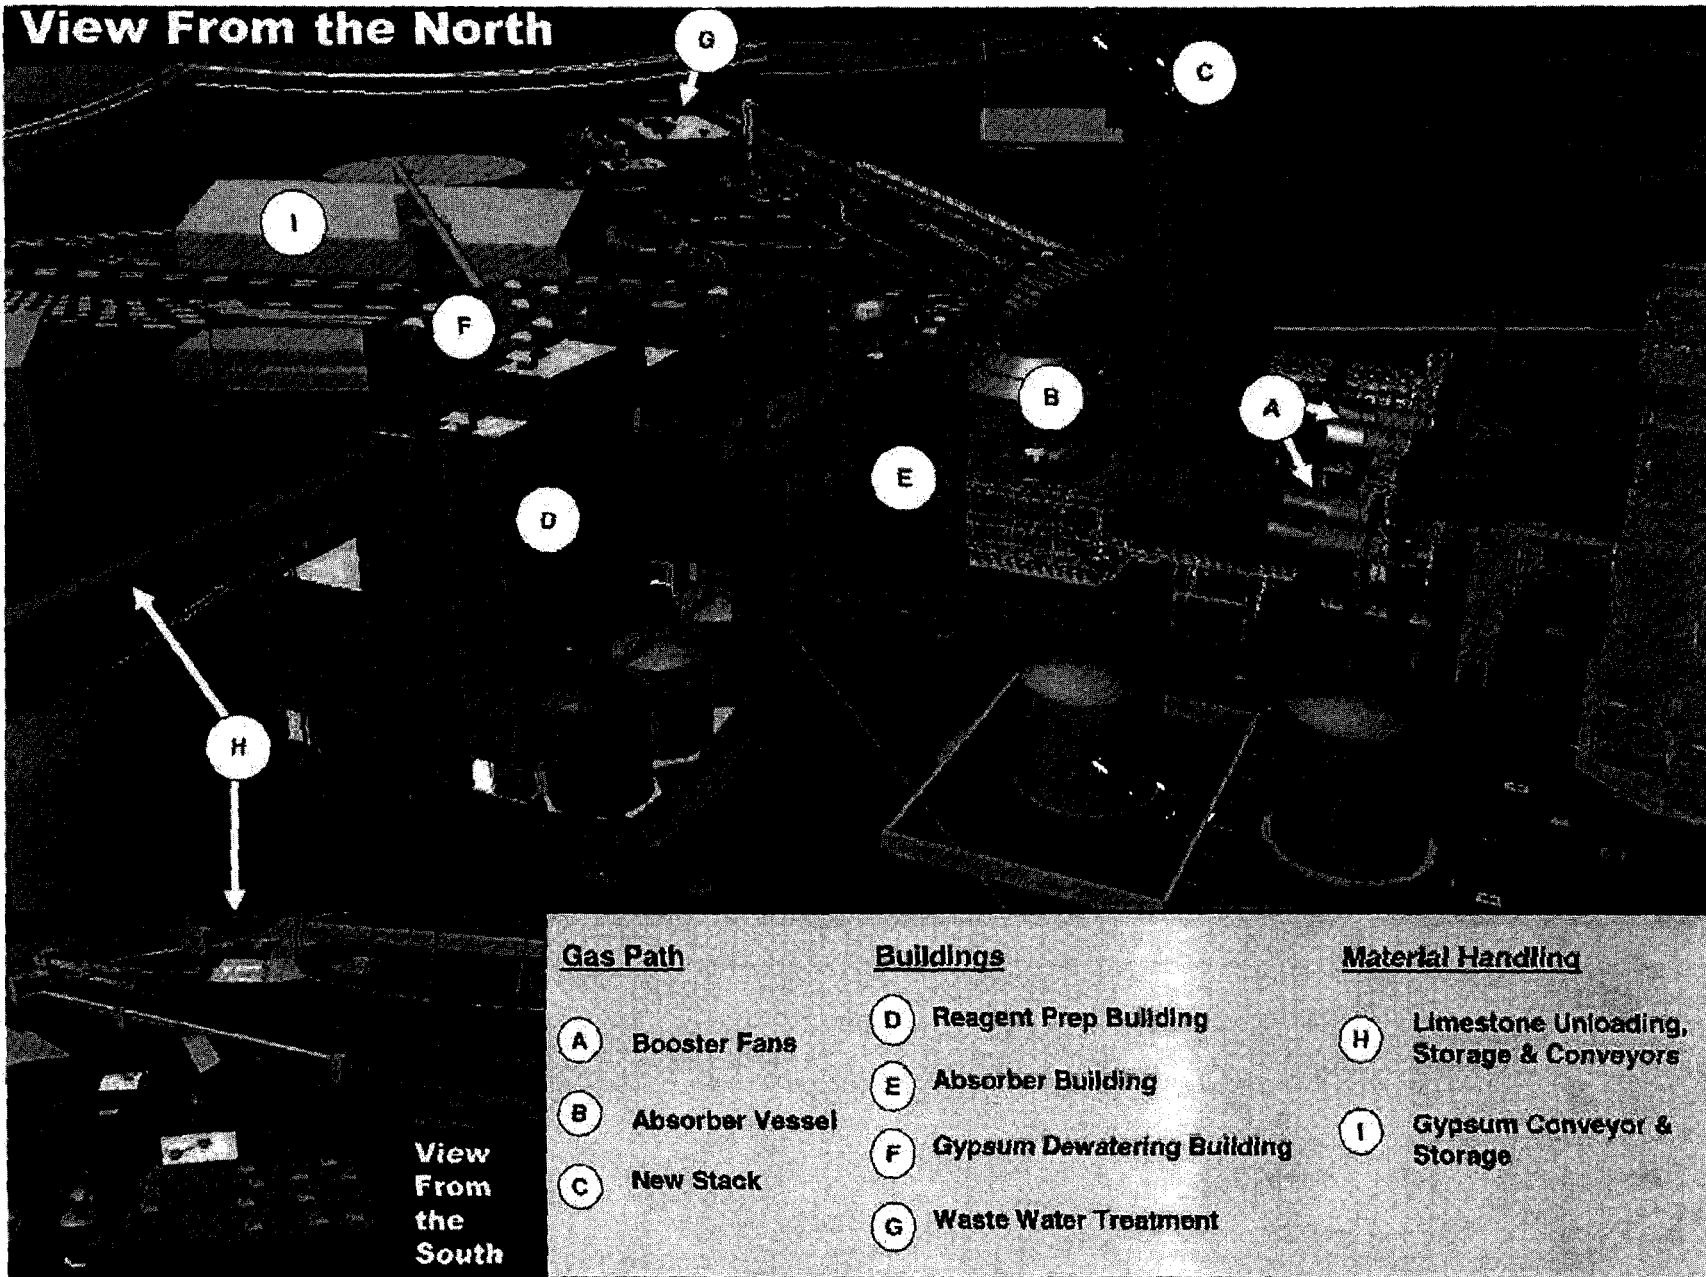 View From the North
G
C
I
F
B
A
E
D
H
View
From
the
South
Gas Path
A Booster Fans
B Absorber Vessel
C New Stack
Buildings
D Reagent Prep Building
E Absorber Building
F Gypsum Dewatering Building
G Waste Water Treatment
Material Handling
H Limestone Unloading,
Storage & Conveyors
I Gypsum Conveyor &
Storage